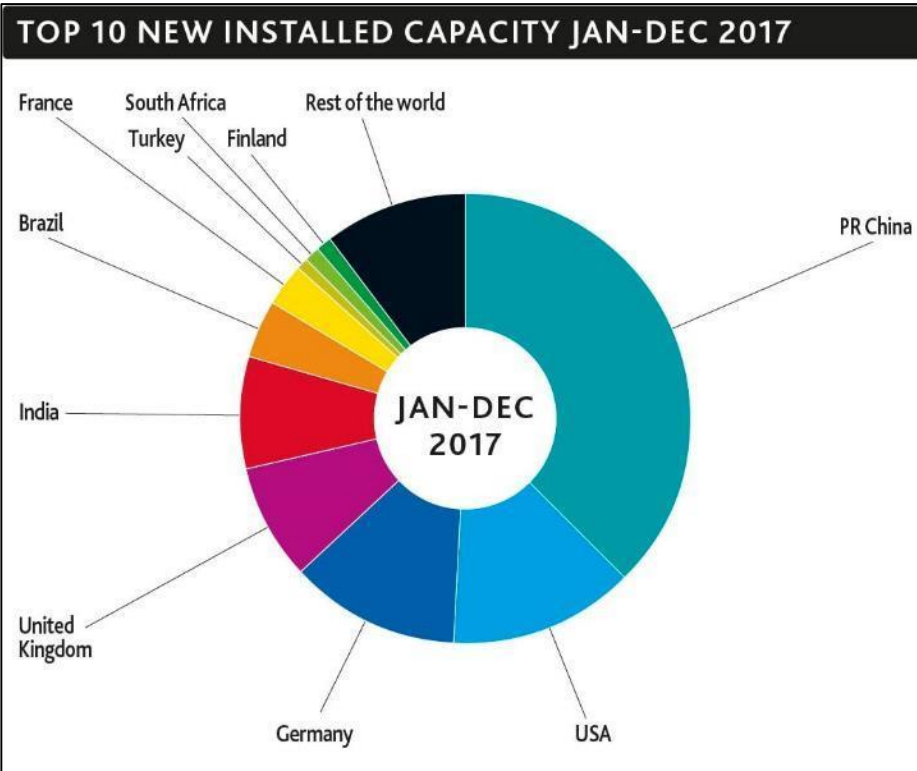 TOP 10 NEW INSTALLED CAPACITY JAN-DEC 2017
France
South Africa
Rest of the world
Turkey
Finland
Brazil
PR China
India
JAN-DEC
2017
United
Kingdom
Germany
USA